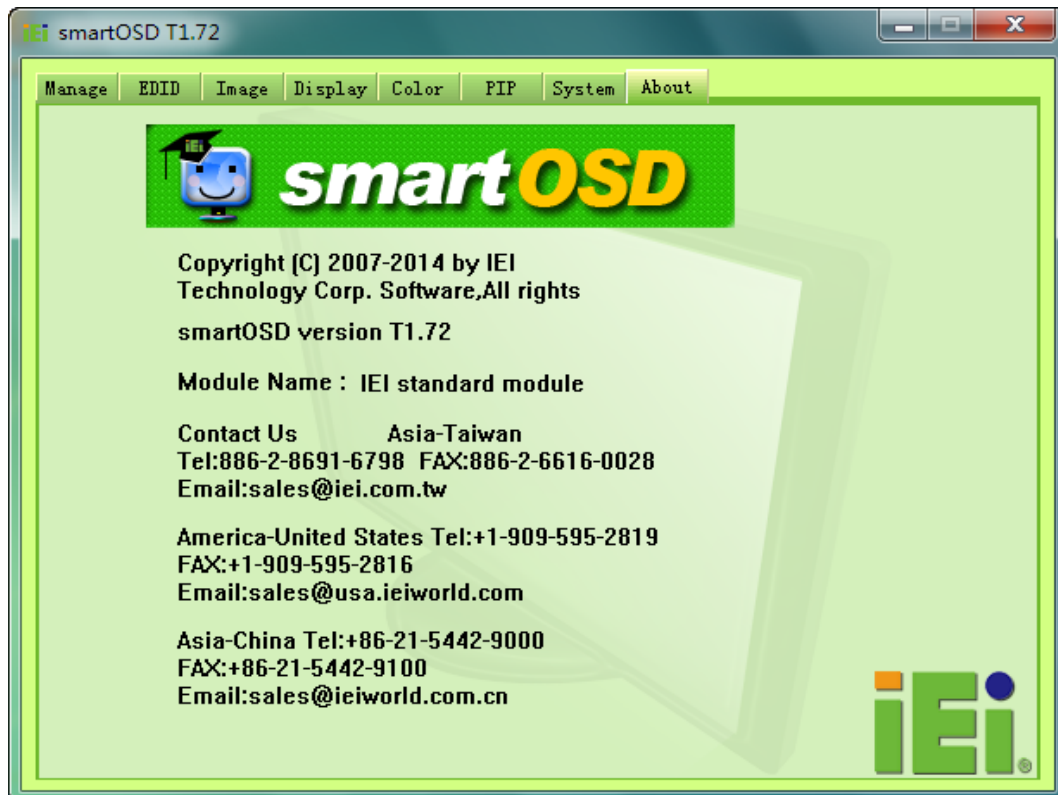 smartOSD T1.72
Manage EDID Image Display Color PIP System About
iEi
smartOSD
Copyright (C) 2007-2014 by IEI
Technology Corp. Software,All rights
smartOSD version T1.72
Module Name : IEI standard module
Contact Us Asia-Taiwan
Tel:886-2-8691-6798 FAX:886-2-6616-0028
Email:sales@iei.com.tw
America-United States Tel:+1-909-595-2819
FAX:+1-909-595-2816
Email:sales@usa.ieiworld.com
Asia-China Tel:+86-21-5442-9000
FAX:+86-21-5442-9100
Email:sales@ieiworld.com.cn
iEi®